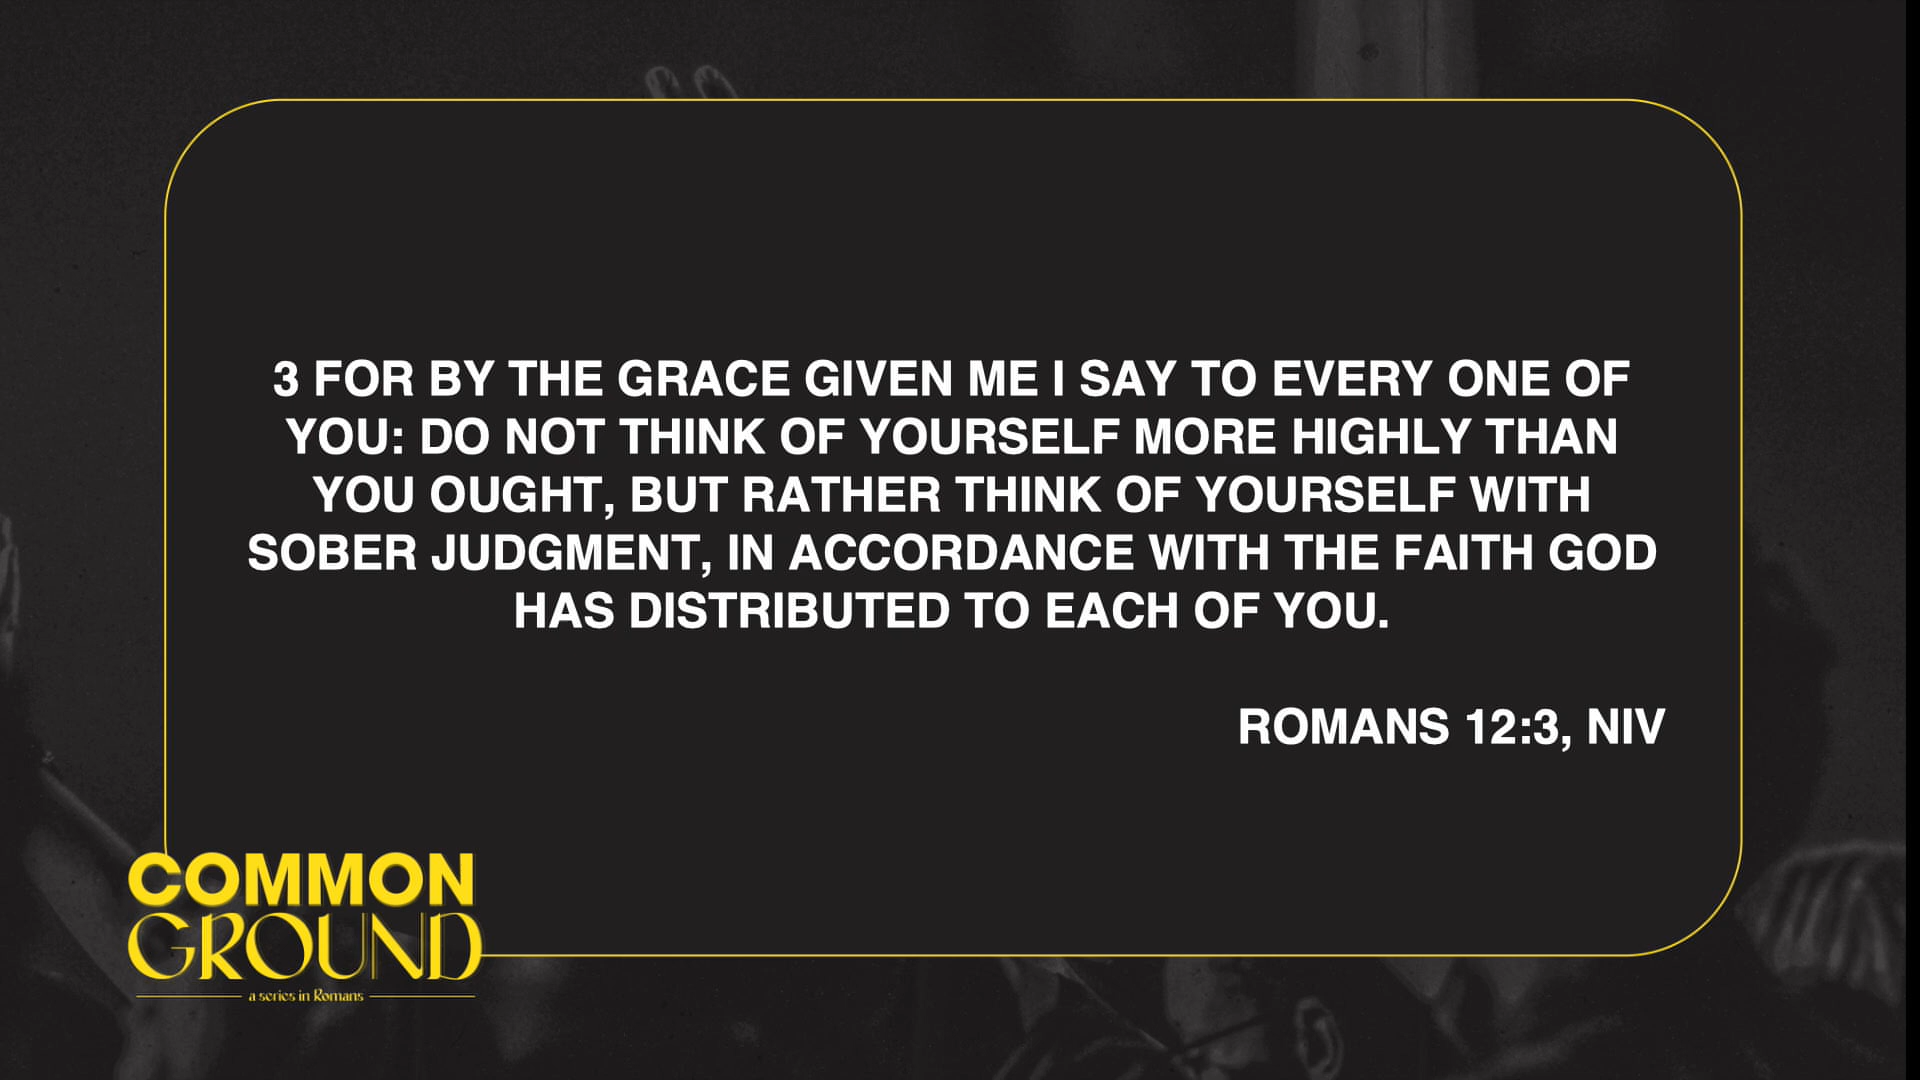 3 FOR BY THE GRACE GIVEN ME I SAY TO EVERY ONE OF
YOU: DO NOT THINK OF YOURSELF MORE HIGHLY THAN
YOU OUGHT, BUT RATHER THINK OF YOURSELF WITH
SOBER JUDGMENT, IN ACCORDANCE WITH THE FAITH GOD
HAS DISTRIBUTED TO EACH OF YOU.
ROMANS 12:3, NIV
COMMON
GROUND
a series in Romans